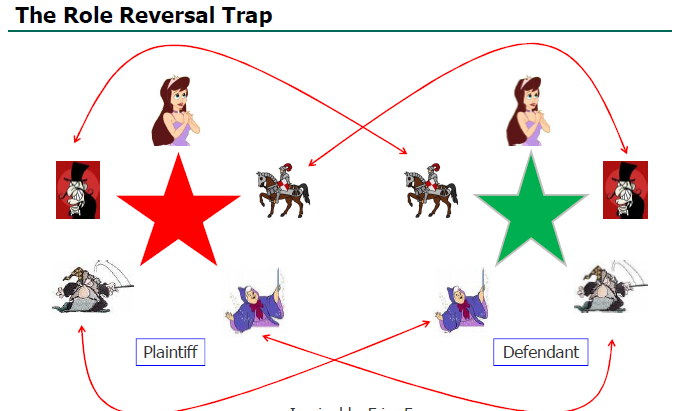 The Role Reversal Trap
Plaintiff
Defendant